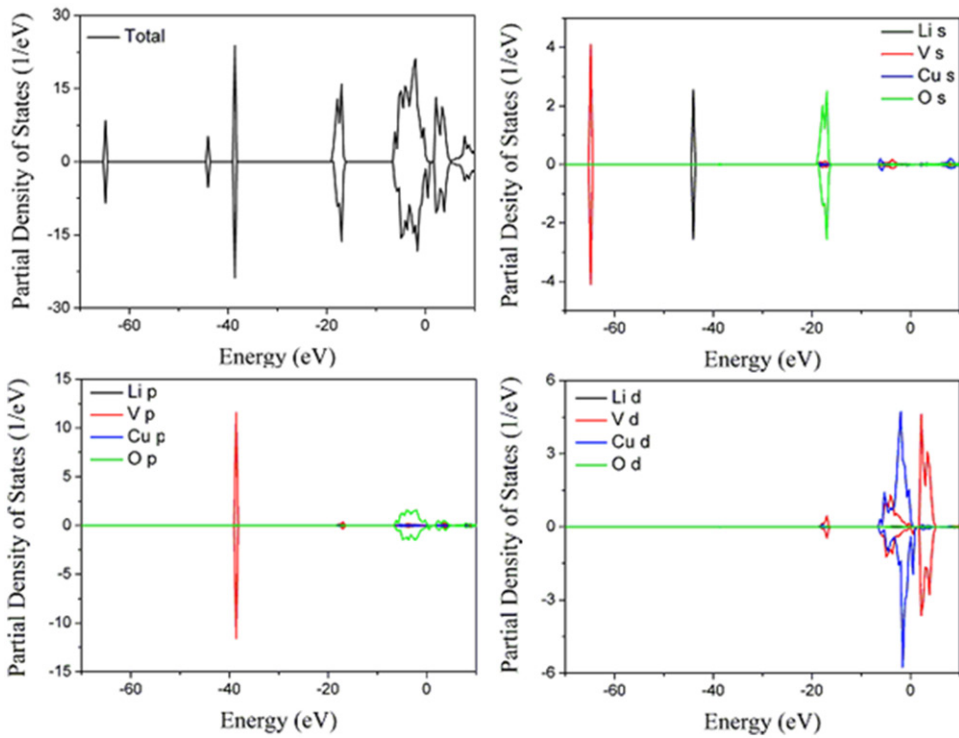 Partial Density of States (1/eV)
30
15
0
-15
-30
Total
-60
-40
-20
0
Energy (eV)
Partial Desity of States (1/eV)
4
2
0
-2
-4
Li s
V s
Cu s
O s
-60
-40
-20
0
Energy (eV)
Partial Density of States (1/eV)
15
10
5
0
-5
-10
-15
Li p
V p
Cu p
O p
-60
-40
-20
0
Energy (eV)
Partial Density of States (1/eV)
6
3
0
-3
-6
Li d
V d
Cu d
O d
-60
-40
-20
0
Energy (eV)